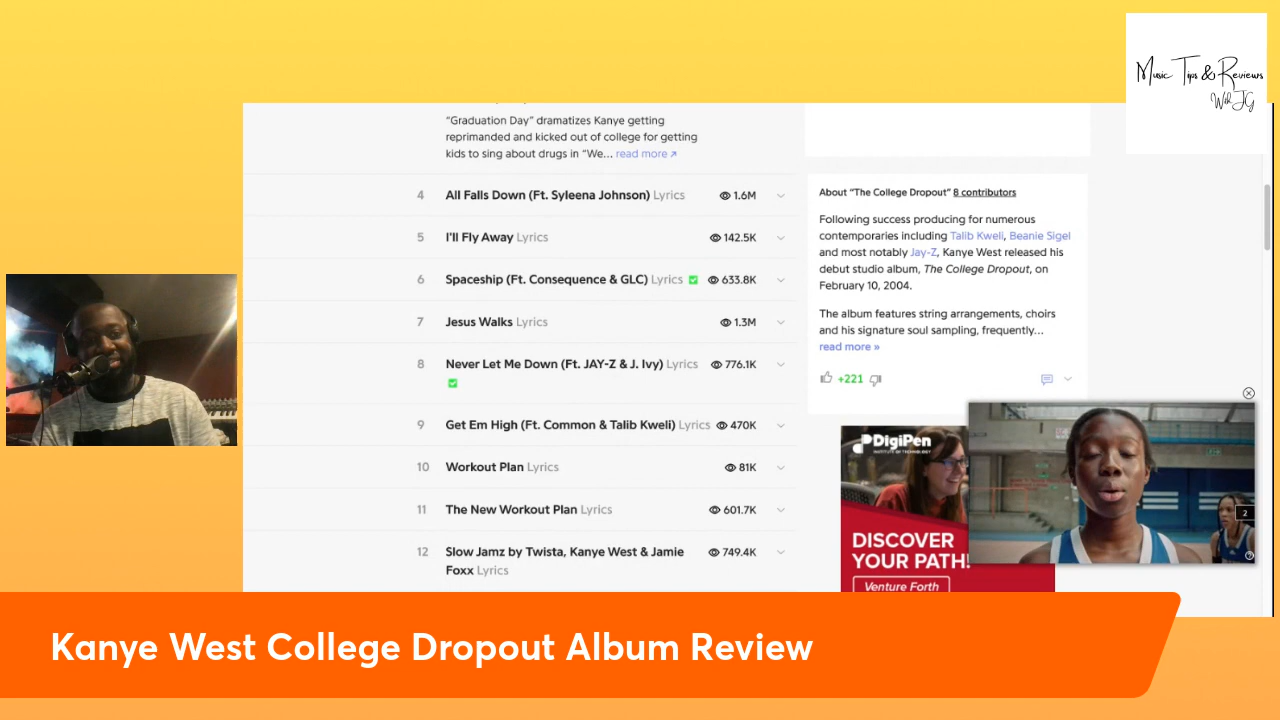 Music Tips & Reviews
With JG
“Graduation Day” dramatizes Kanye getting
reprimanded and kicked out of college for getting
kids to sing about drugs in “We... read more ↗
4 All Falls Down (Ft. Syleena Johnson) Lyrics 1.6M
5 I'll Fly Away Lyrics 142.5K
6 Spaceship (Ft. Consequence & GLC) Lyrics 633.8K
7 Jesus Walks Lyrics 1.3M
8 Never Let Me Down (Ft. JAY-Z & J. Ivy) Lyrics 776.1K
9 Get Em High (Ft. Common & Talib Kweli) Lyrics 470K
10 Workout Plan Lyrics 81K
11 The New Workout Plan Lyrics 601.7K
12 Slow Jamz by Twista, Kanye West & Jamie 749.4K
Foxx Lyrics
About “The College Dropout” 8 contributors
Following success producing for numerous
contemporaries including Talib Kweli, Beanie Sigel
and most notably Jay-Z, Kanye West released his
debut studio album, The College Dropout, on
February 10, 2004.
The album features string arrangements, choirs
and his signature soul sampling, frequently...
read more »
+221
DigiPen
INSTITUTE OF TECHNOLOGY
DISCOVER
YOUR PATH!
Venture Forth
2
Kanye West College Dropout Album Review